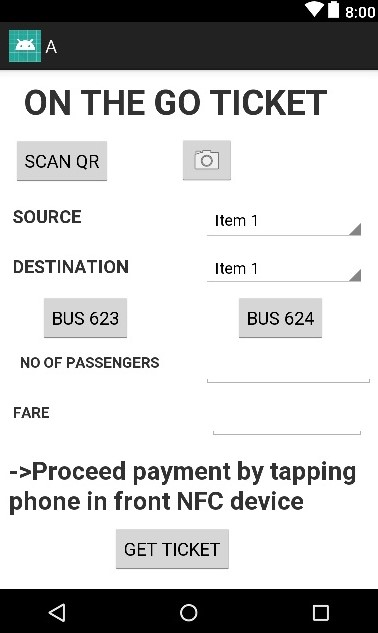 8:00
A
ON THE GO TICKET
SCAN QR
SOURCE Item 1
DESTINATION Item 1
BUS 623 BUS 624
NO OF PASSENGERS
FARE
->Proceed payment by tapping
phone in front NFC device
GET TICKET